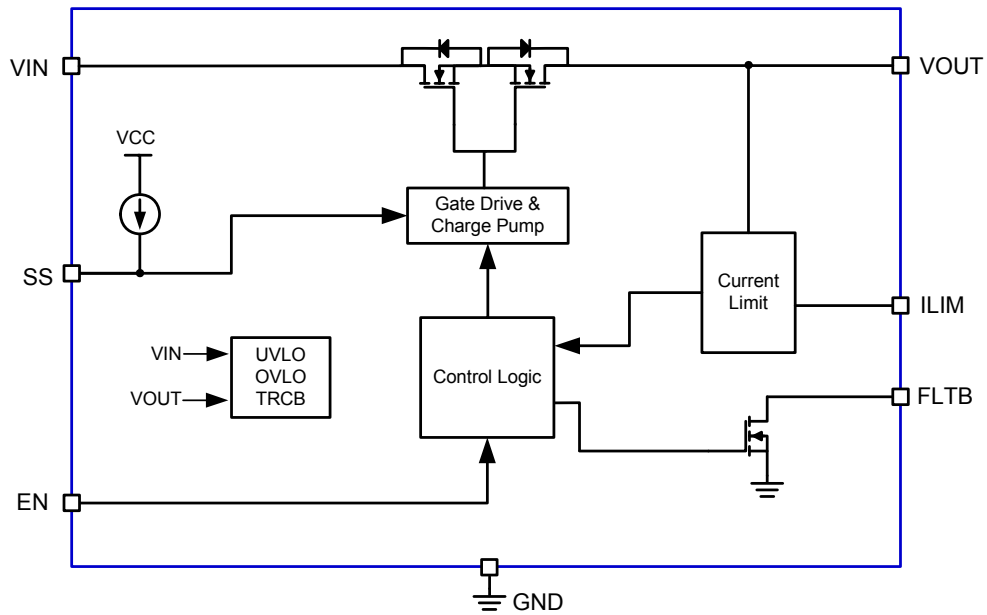 VIN
VOUT
VCC
Gate Drive &
Charge Pump
SS
Current
Limit
ILIM
VIN
VOUT
UVLO
OVLO
TRCB
Control Logic
FLTB
EN
GND